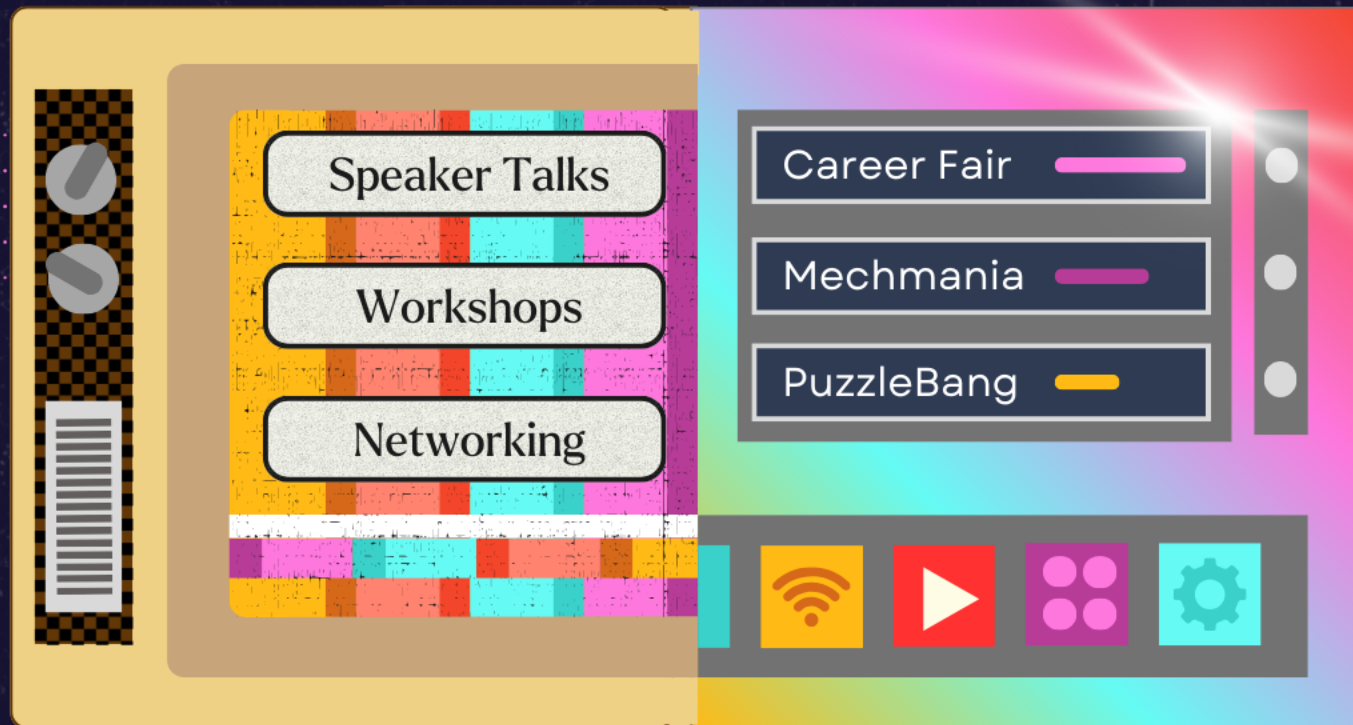 Speaker Talks
Workshops
Networking
Career Fair
Mechmania
PuzzleBang